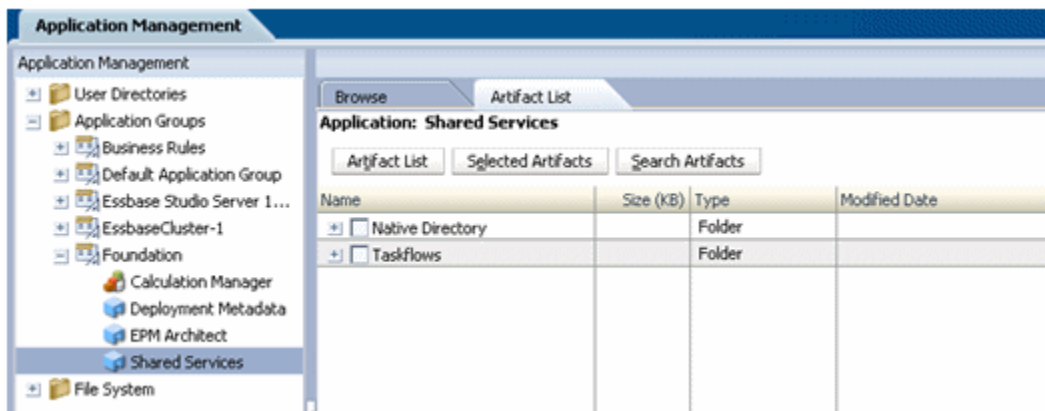 Application Management
Application Management
User Directories
Application Groups
Business Rules
Default Application Group
Essbase Studio Server 1...
EssbaseCluster-1
Foundation
Calculation Manager
Deployment Metadata
EPM Architect
Shared Services
File System
Browse Artifact List
Application: Shared Services
Artifact List Selected Artifacts Search Artifacts
Name Size (KB) Type Modified Date
Native Directory Folder
Taskflows Folder